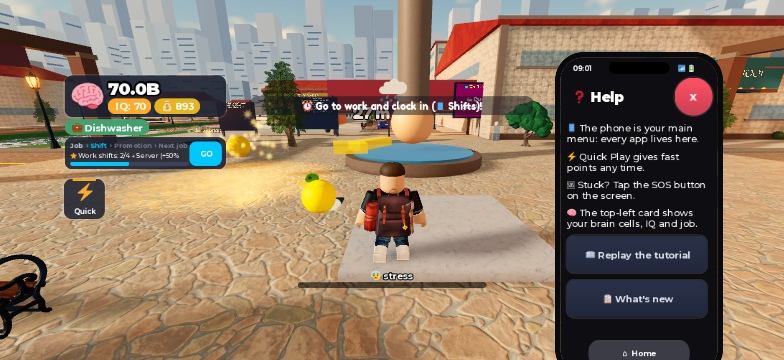 70.0B
IQ: 70 893
Dishwasher
Job › Shift › Promotion › Next job
Work shifts: 2/4 → Server (+50%
GO
Quick
Go to work and clock in ( Shifts)!
stress
09:01
Help
X
The phone is your main
menu: every app lives here.
Quick Play gives fast
points any time.
Stuck? Tap the SOS button
on the screen.
The top-left card shows
your brain cells, IQ and job.
Replay the tutorial
What's new
Home